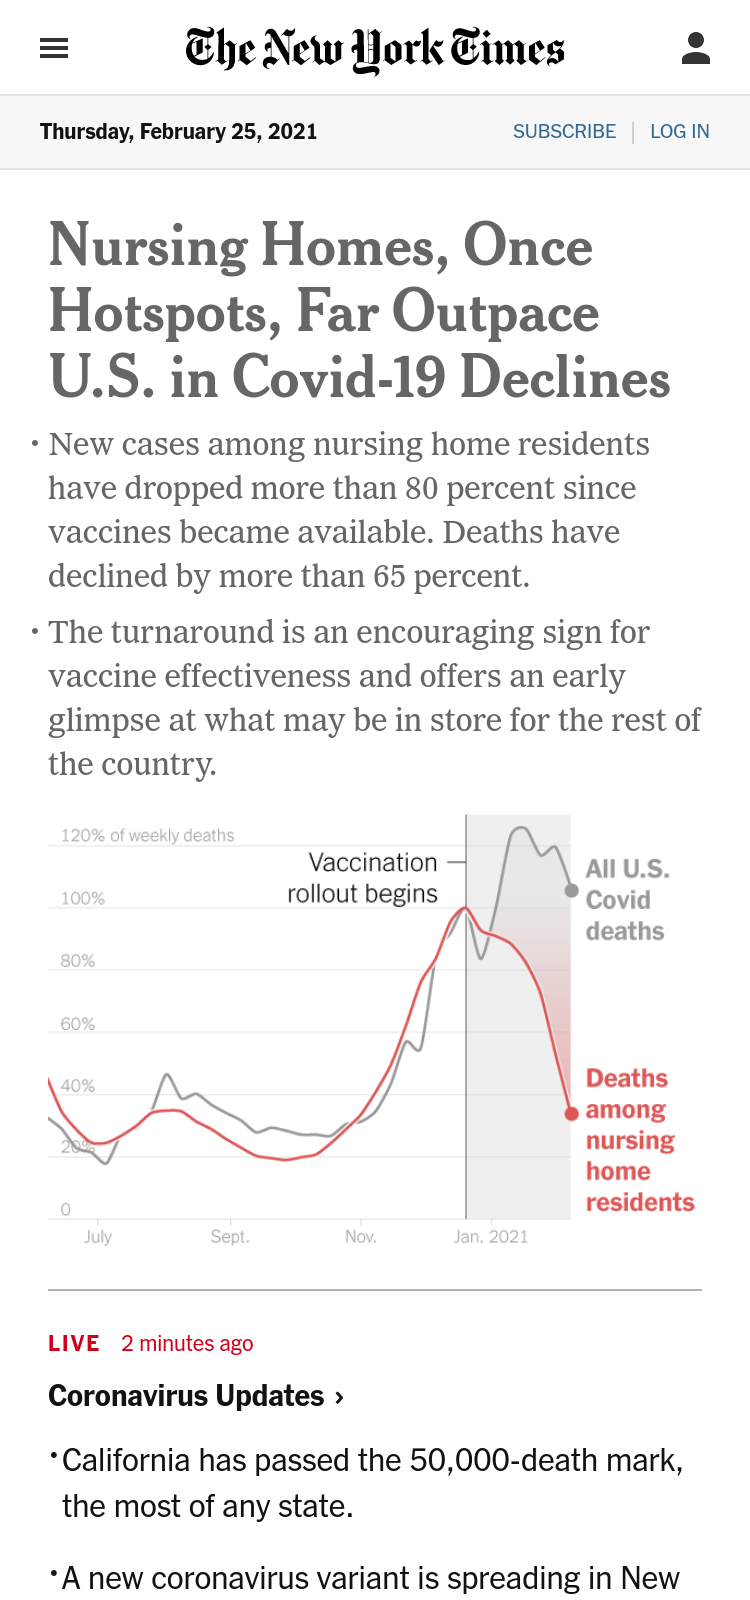 The New York Times
Thursday, February 25, 2021
SUBSCRIBE | LOG IN
Nursing Homes, Once
Hotspots, Far Outpace
U.S. in Covid-19 Declines
• New cases among nursing home residents
have dropped more than 80 percent since
vaccines became available. Deaths have
declined by more than 65 percent.
• The turnaround is an encouraging sign for
vaccine effectiveness and offers an early
glimpse at what may be in store for the rest of
the country.
120% of weekly deaths
100%
80%
60%
40%
20%
0
Vaccination
rollout begins
All U.S.
Covid
deaths
Deaths
among
nursing
home
residents
July
Sept.
Nov.
Jan. 2021
LIVE 2 minutes ago
Coronavirus Updates ›
• California has passed the 50,000-death mark,
the most of any state.
• A new coronavirus variant is spreading in New